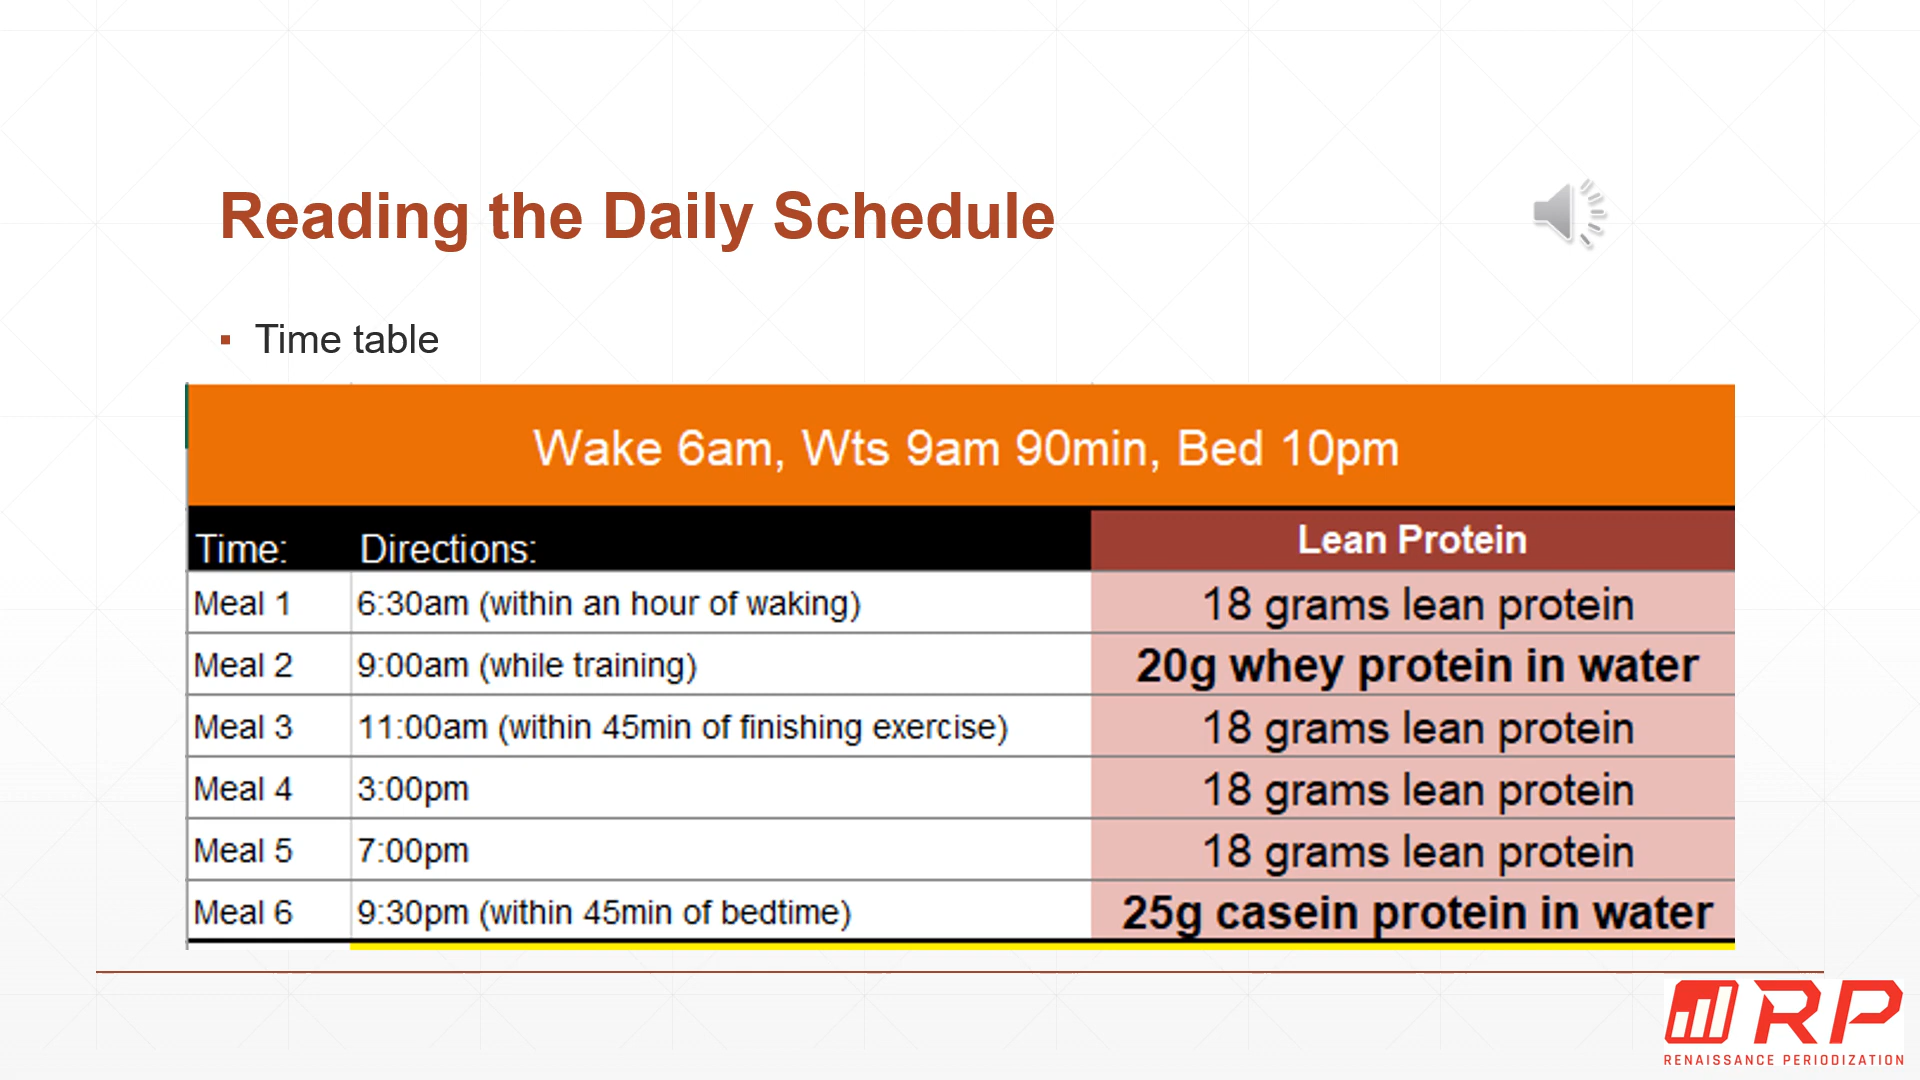 Reading the Daily Schedule
▪ Time table
Wake 6am, Wts 9am 90min, Bed 10pm
Time: Directions: Lean Protein
Meal 1 6:30am (within an hour of waking) 18 grams lean protein
Meal 2 9:00am (while training) 20g whey protein in water
Meal 3 11:00am (within 45min of finishing exercise) 18 grams lean protein
Meal 4 3:00pm 18 grams lean protein
Meal 5 7:00pm 18 grams lean protein
Meal 6 9:30pm (within 45min of bedtime) 25g casein protein in water
RP
RENAISSANCE PERIODIZATION